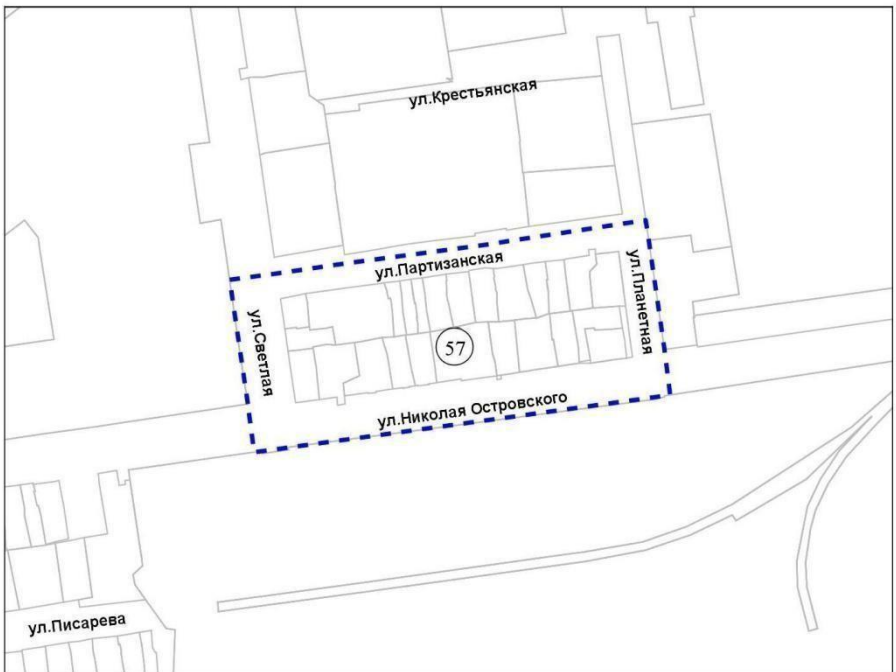 ул.Крестьянская
ул.Партизанская
ул.Планетная
ул.Светлая
57
ул.Николая Островского
ул.Писарева